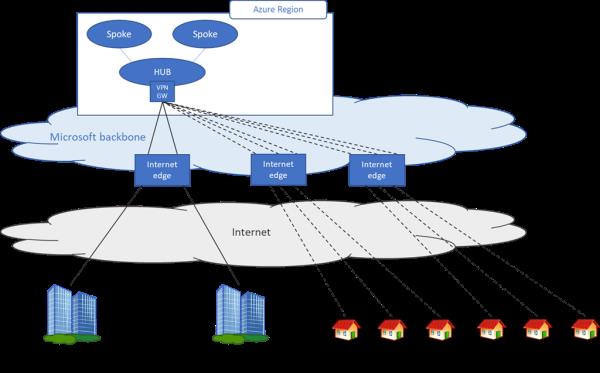 Azure Region
Spoke
Spoke
HUB
VPN
GW
Microsoft backbone
Internet
edge
Internet
edge
Internet
edge
Internet